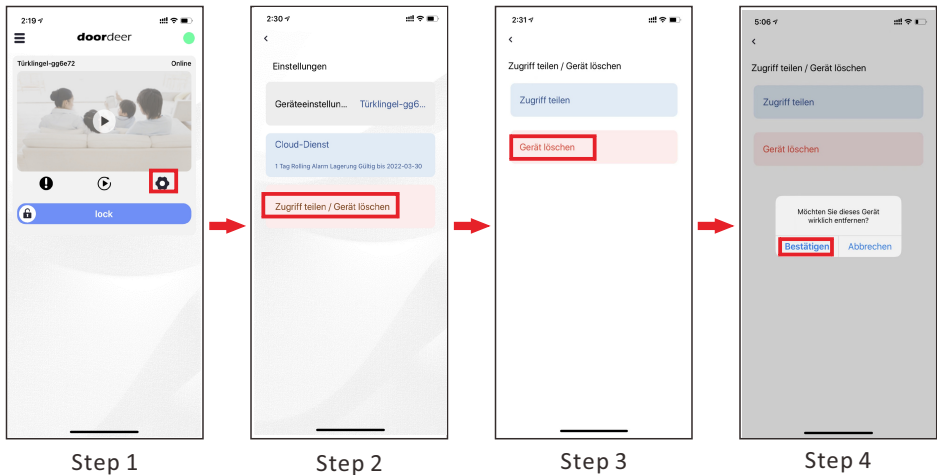 2:19
doordeer
Türklingel-gg6e72 Online
lock
Step 1
2:30
Einstellungen
Geräteeinstellun... Türklingel-gg6...
Cloud-Dienst
1 Tag Rolling Alarm Lagerung Gültig bis 2022-03-30
Zugriff teilen / Gerät löschen
Step 2
2:31
Zugriff teilen / Gerät löschen
Zugriff teilen
Gerät löschen
Step 3
5:06
Zugriff teilen / Gerät löschen
Zugriff teilen
Gerät löschen
Möchten Sie dieses Gerät
wirklich entfernen?
Bestätigen Abbrechen
Step 4